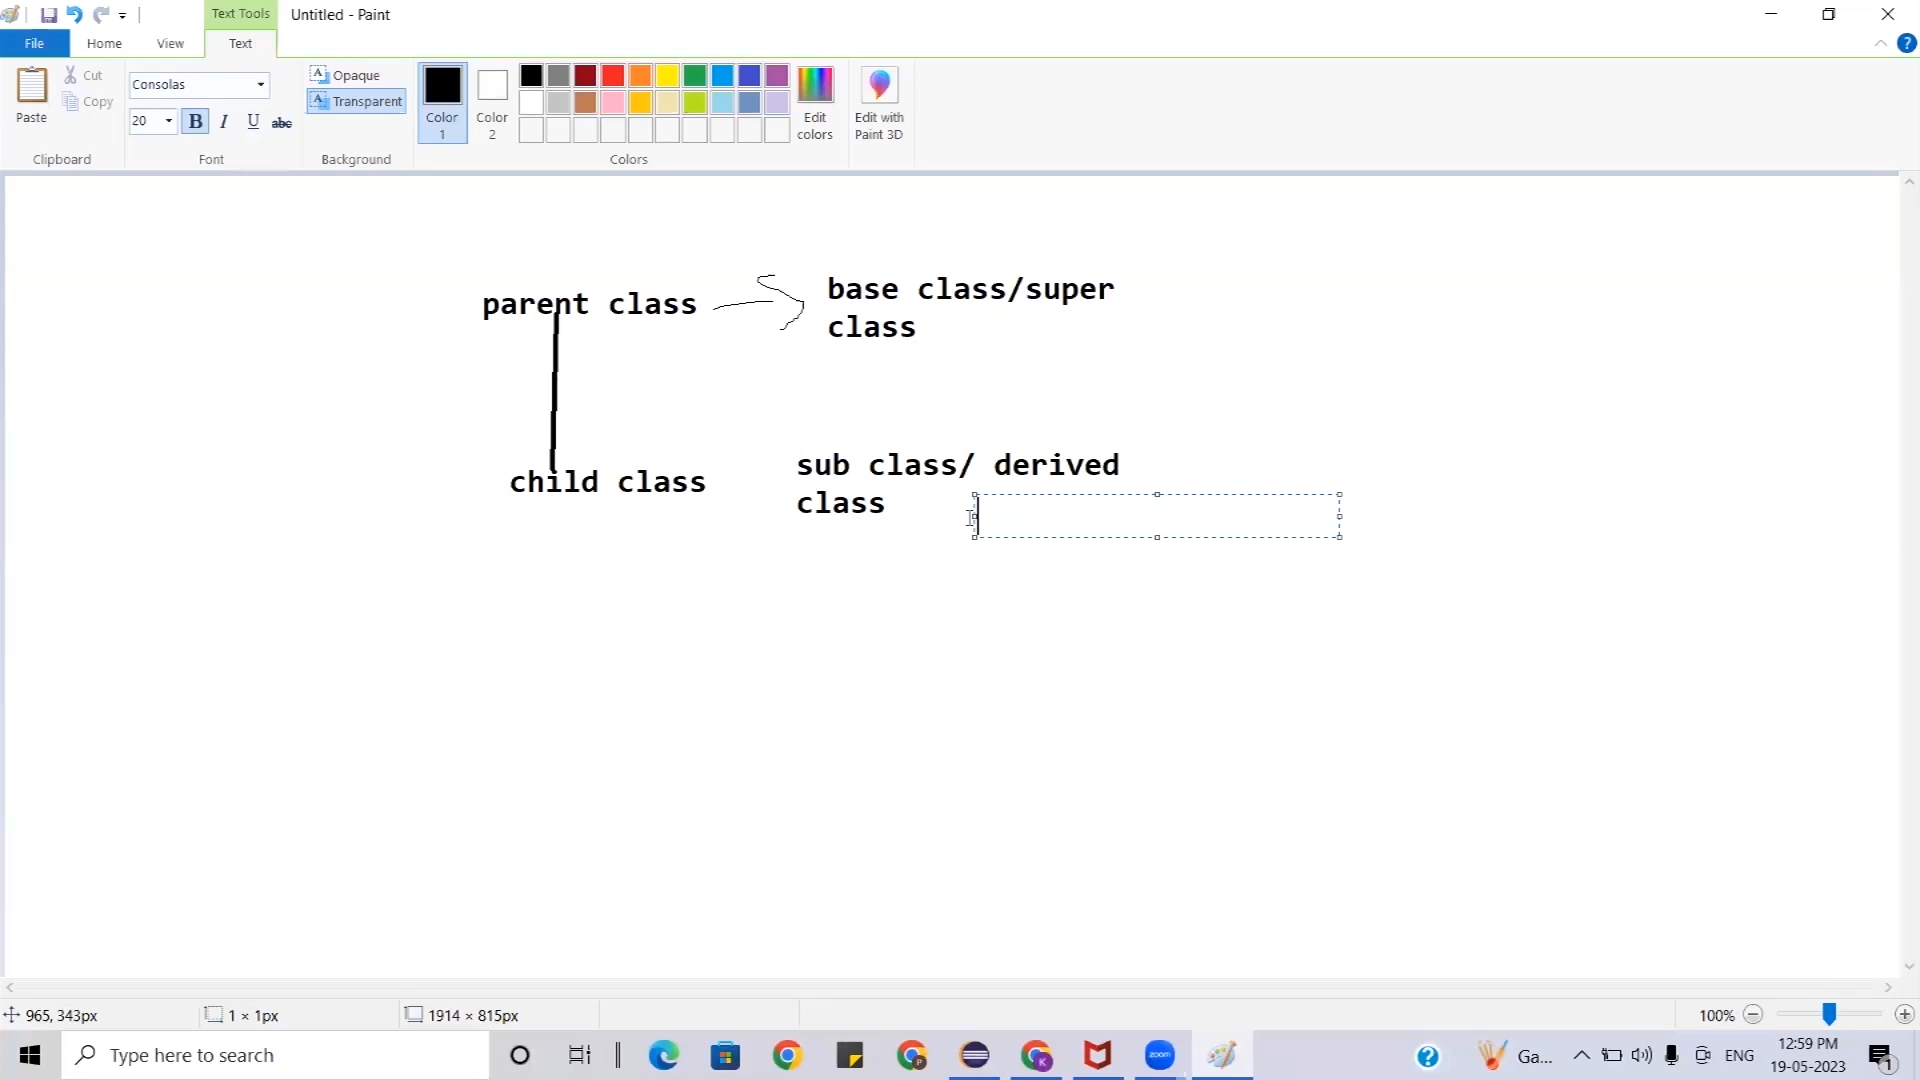 Text Tools
Untitled - Paint
File
Home
View
Text
Paste
Cut
Copy
Clipboard
Consolas
20
B
I
U
abc
Font
A Opaque
A Transparent
Background
Color
1
Color
2
Colors
Edit
colors
Edit with
Paint 3D
parent class
base class/super
class
child class
sub class/ derived
class
965, 343px
1 × 1px
1914 × 815px
100%
Type here to search
P
K
zoom
Ga...
ENG
12:59 PM
19-05-2023
1